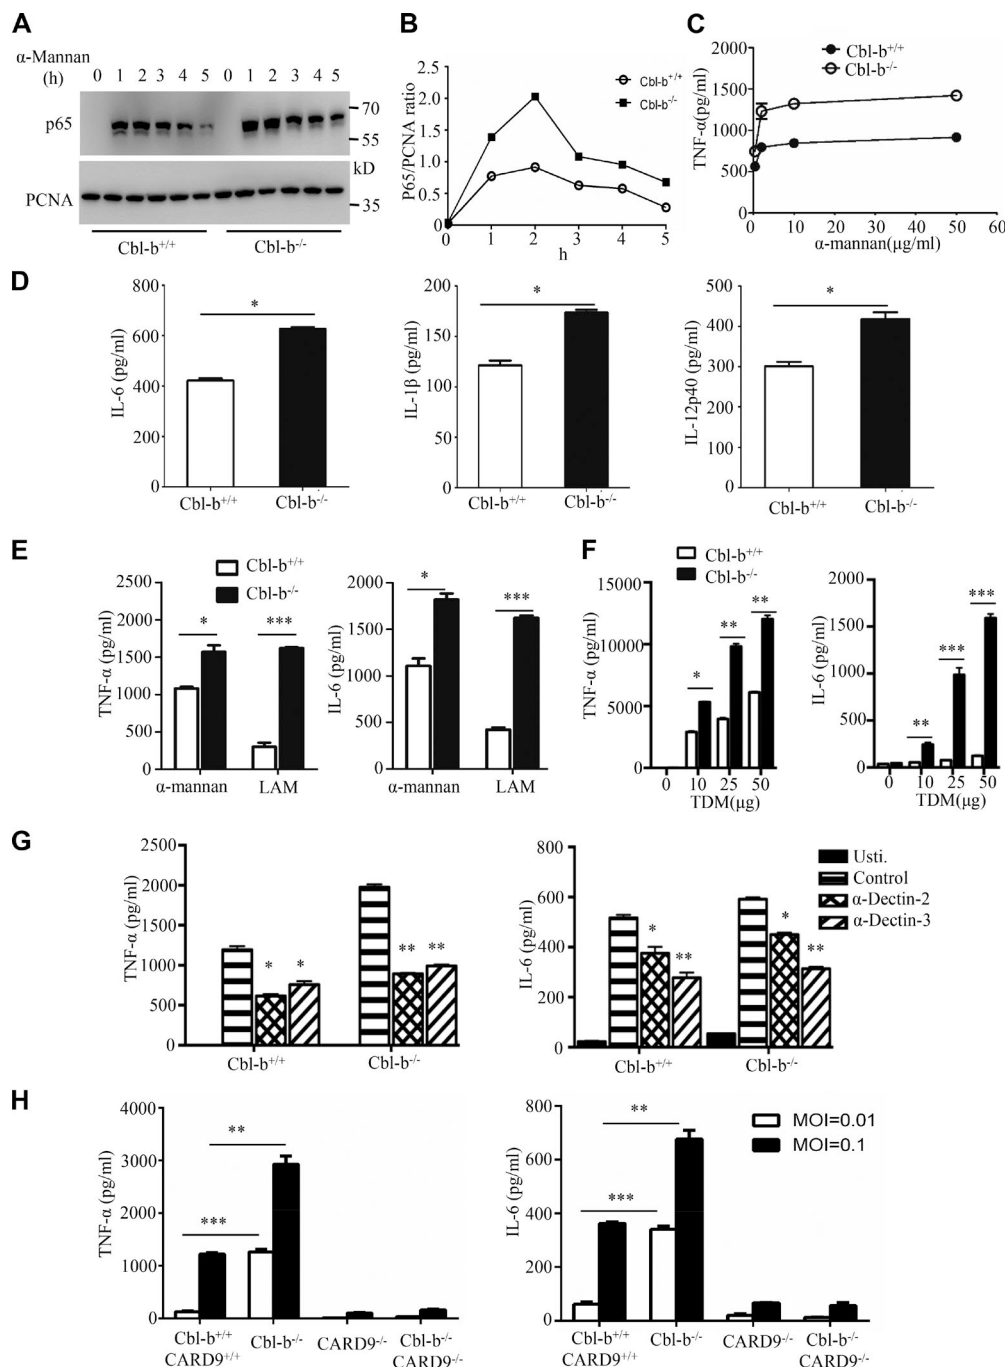 A
α-Mannan 0 1 2 3 4 5 0 1 2 3 4 5
(h)
p65
70
55
kD
PCNA
35
Cbl-b+/+ Cbl-b-/-
B
P65/PCNA ratio
2.5
2.0
1.5
1.0
0.5
0
0 1 2 3 4 5
h
Cbl-b+/+
Cbl-b-/-
C
TNF-α(pg/ml)
2000
1500
1000
500
0
0 10 20 30 40 50 60
α-mannan(μg/ml)
Cbl-b+/+
Cbl-b-/-
D
IL-6 (pg/ml)
800
600
400
200
0
*
Cbl-b+/+ Cbl-b-/-
IL-1β (pg/ml)
200
150
100
50
0
*
Cbl-b+/+ Cbl-b-/-
IL-12p40 (pg/ml)
500
400
300
200
100
0
*
Cbl-b+/+ Cbl-b-/-
E
Cbl-b+/+
Cbl-b-/-
TNF-α (pg/ml)
2500
2000
1500
1000
500
0
* ***
α-mannan LAM
IL-6 (pg/ml)
2000
1500
1000
500
0
* ***
α-mannan LAM
F
Cbl-b+/+
Cbl-b-/-
TNF-α (pg/ml)
15000
10000
5000
0
* ** **
0 10 25 50
TDM(μg)
IL-6 (pg/ml)
2000
1500
1000
500
0
** *** ***
0 10 25 50
TDM(μg)
G
TNF-α (pg/ml)
2500
2000
1500
1000
500
0
* * ** **
Cbl-b+/+ Cbl-b-/-
IL-6 (pg/ml)
800
600
400
200
0
* ** * **
Cbl-b+/+ Cbl-b-/-
Usti.
Control
α-Dectin-2
α-Dectin-3
H
TNF-α (pg/ml)
4000
3000
2000
1000
0
**
***
Cbl-b+/+ Cbl-b-/- CARD9-/- Cbl-b-/-
CARD9+/+ CARD9-/-
IL-6 (pg/ml)
800
600
400
200
0
**
***
MOI=0.01
MOI=0.1
Cbl-b+/+ Cbl-b-/- CARD9-/- Cbl-b-/-
CARD9+/+ CARD9-/-